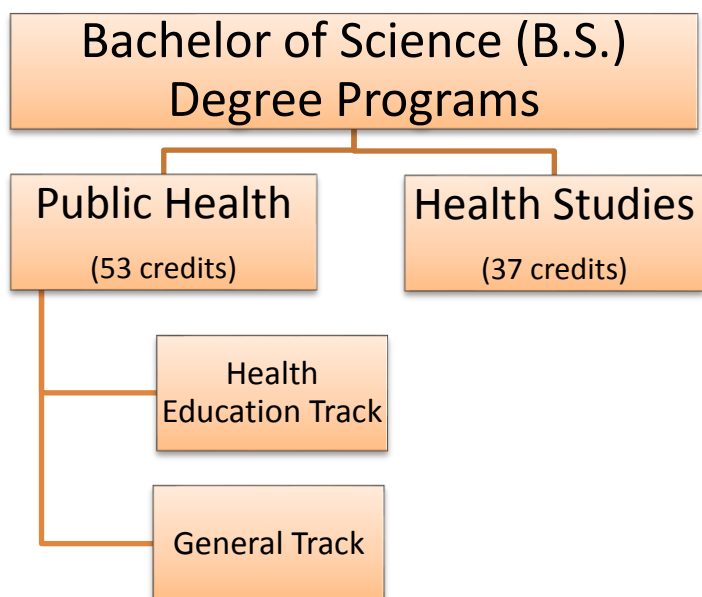 Bachelor of Science (B.S.)
Degree Programs
Public Health
(53 credits)
Health Studies
(37 credits)
Health
Education Track
General Track